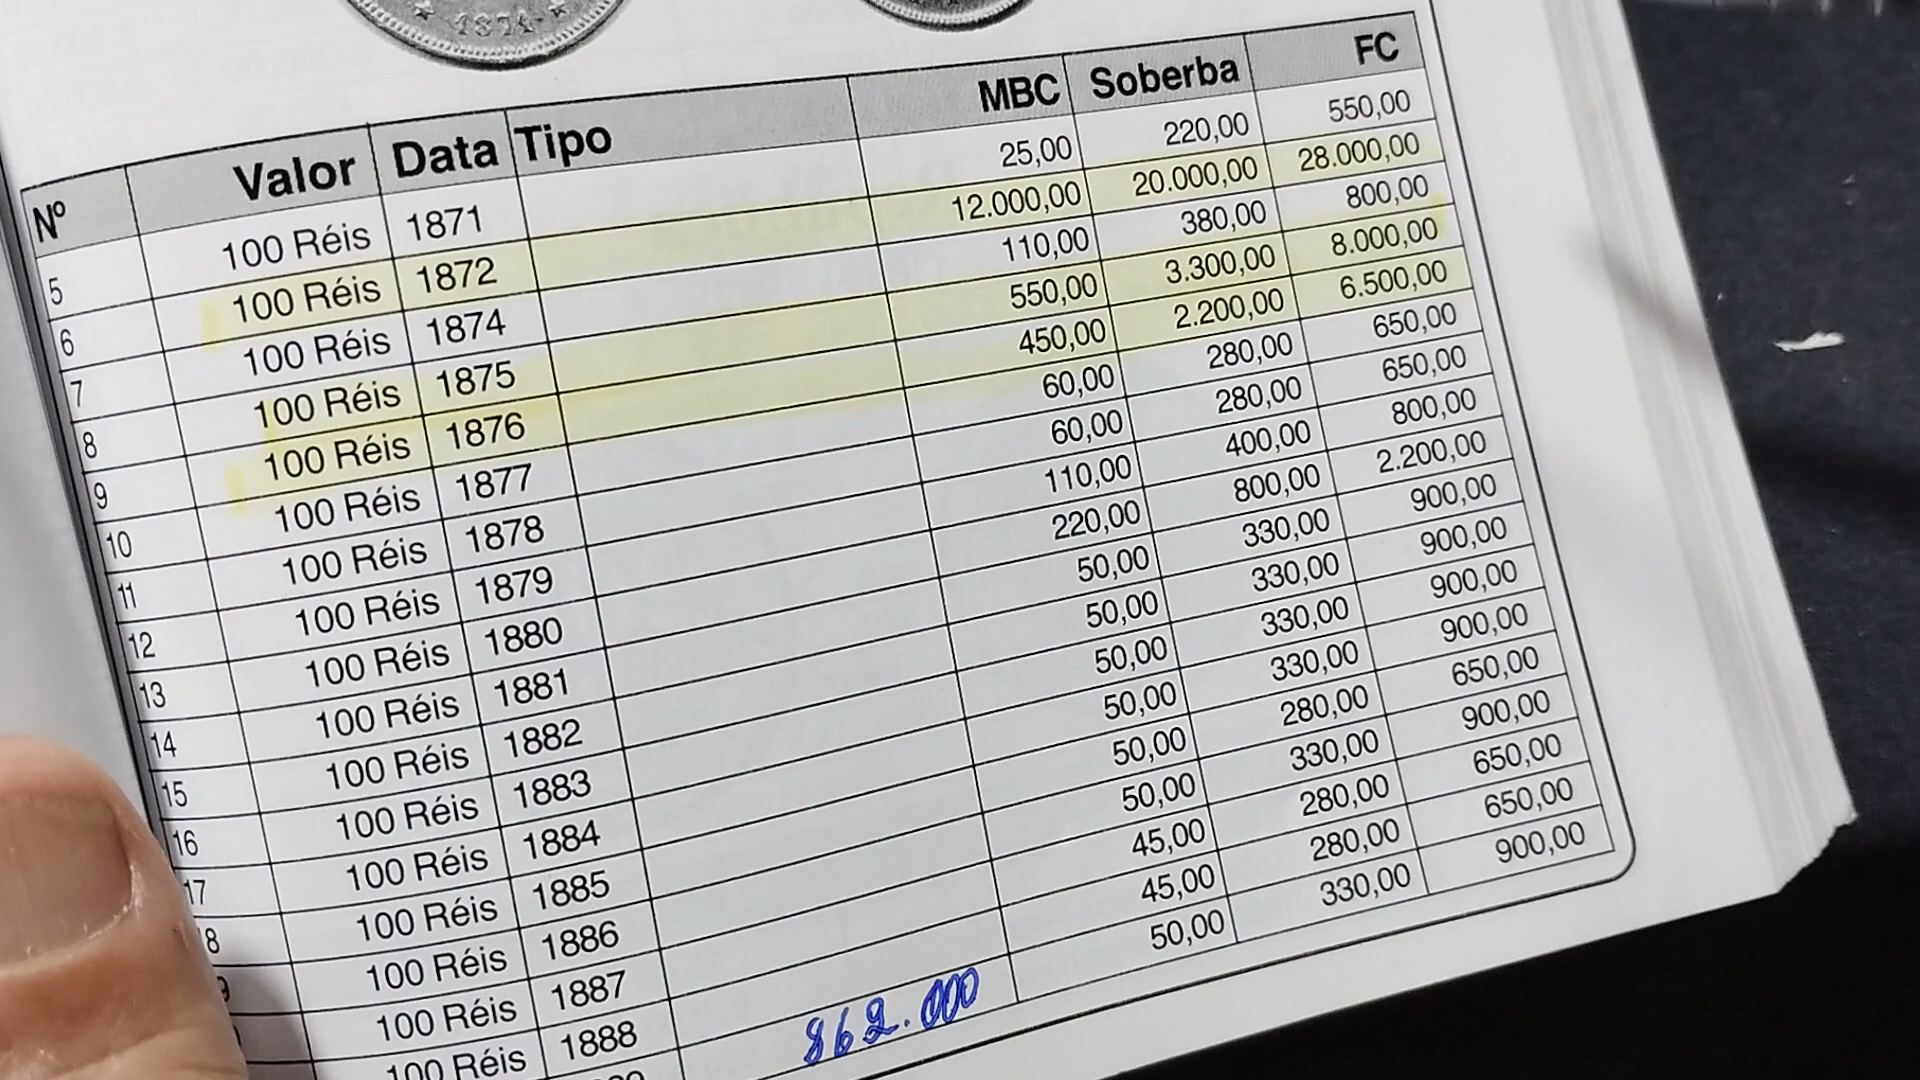 1871
Nº Valor Data Tipo MBC Soberba FC
5 100 Réis 1871 25,00 220,00 550,00
6 100 Réis 1872 12.000,00 20.000,00 28.000,00
7 100 Réis 1874 110,00 380,00 800,00
8 100 Réis 1875 550,00 3.300,00 8.000,00
9 100 Réis 1876 450,00 2.200,00 6.500,00
10 100 Réis 1877 60,00 280,00 650,00
11 100 Réis 1878 60,00 280,00 650,00
12 100 Réis 1879 110,00 400,00 800,00
13 100 Réis 1880 220,00 800,00 2.200,00
14 100 Réis 1881 50,00 330,00 900,00
15 100 Réis 1882 50,00 330,00 900,00
16 100 Réis 1883 50,00 330,00 900,00
17 100 Réis 1884 50,00 330,00 900,00
18 100 Réis 1885 50,00 280,00 650,00
100 Réis 1886 50,00 330,00 900,00
100 Réis 1887 45,00 280,00 650,00
100 Réis 1888 45,00 280,00 650,00
862.000 50,00 330,00 900,00